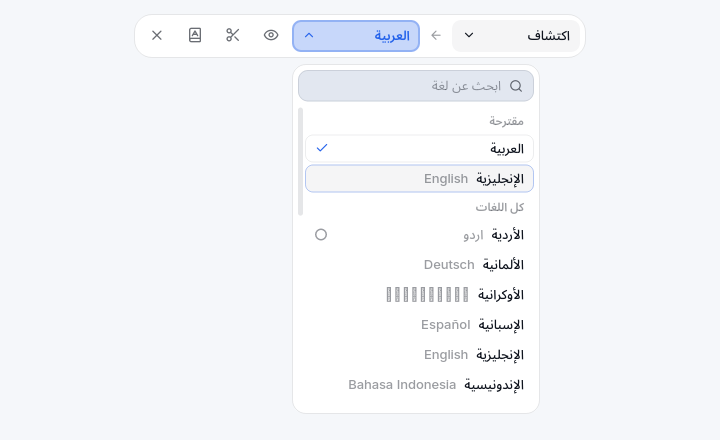 اكتشاف
العربية
ابحث عن لغة
مقترحة
العربية
الإنجليزية English
كل اللغات
الأردية اردو
الألمانية Deutsch
الأوكرانية
الإسبانية Español
الإنجليزية English
الإندونيسية Bahasa Indonesia